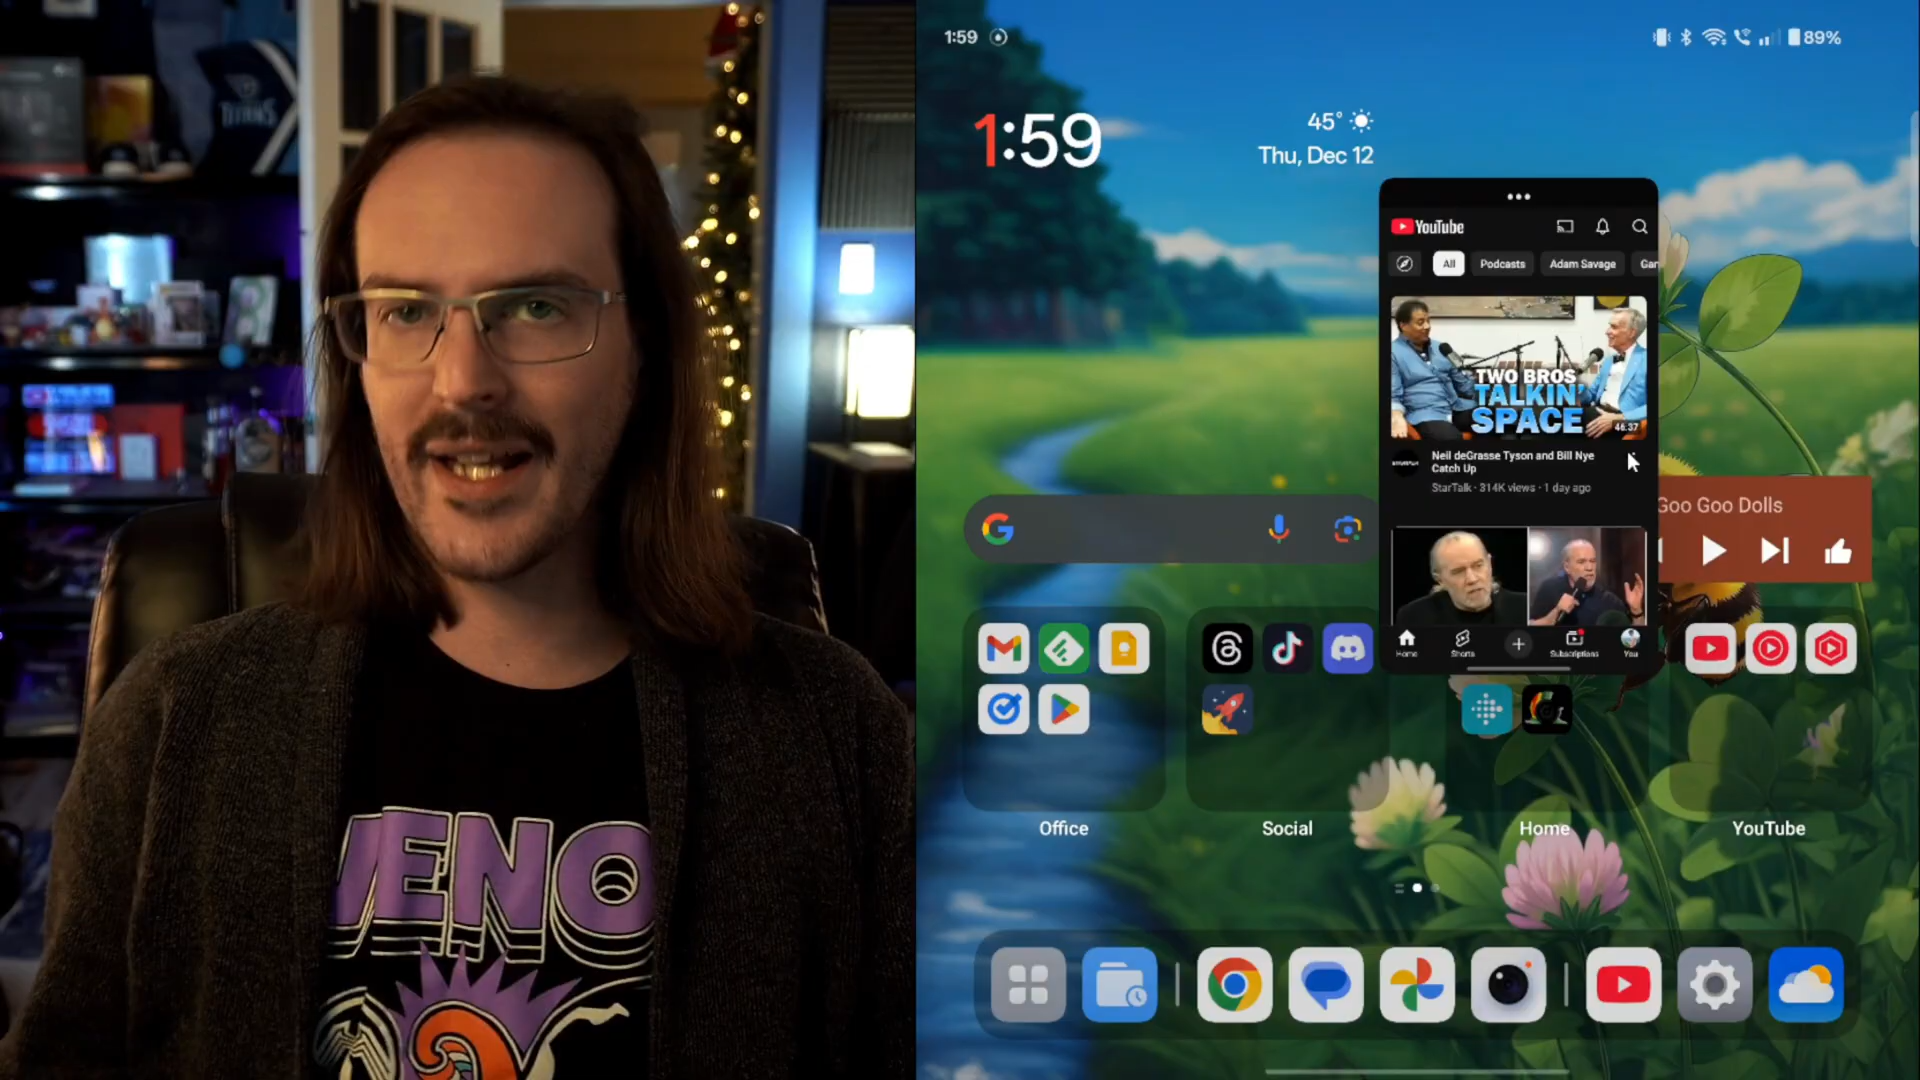 TITANS
VENO
1:59
89%
1:59
45°
Thu, Dec 12
YouTube
All
Podcasts
Adam Savage
Gar
TWO BROS
TALKIN'
SPACE
46:37
Neil deGrasse Tyson and Bill Nye
Catch Up
StarTalk · 314K views · 1 day ago
Home
Shorts
Subscriptions
You
Goo Goo Dolls
Office
Social
Home
YouTube